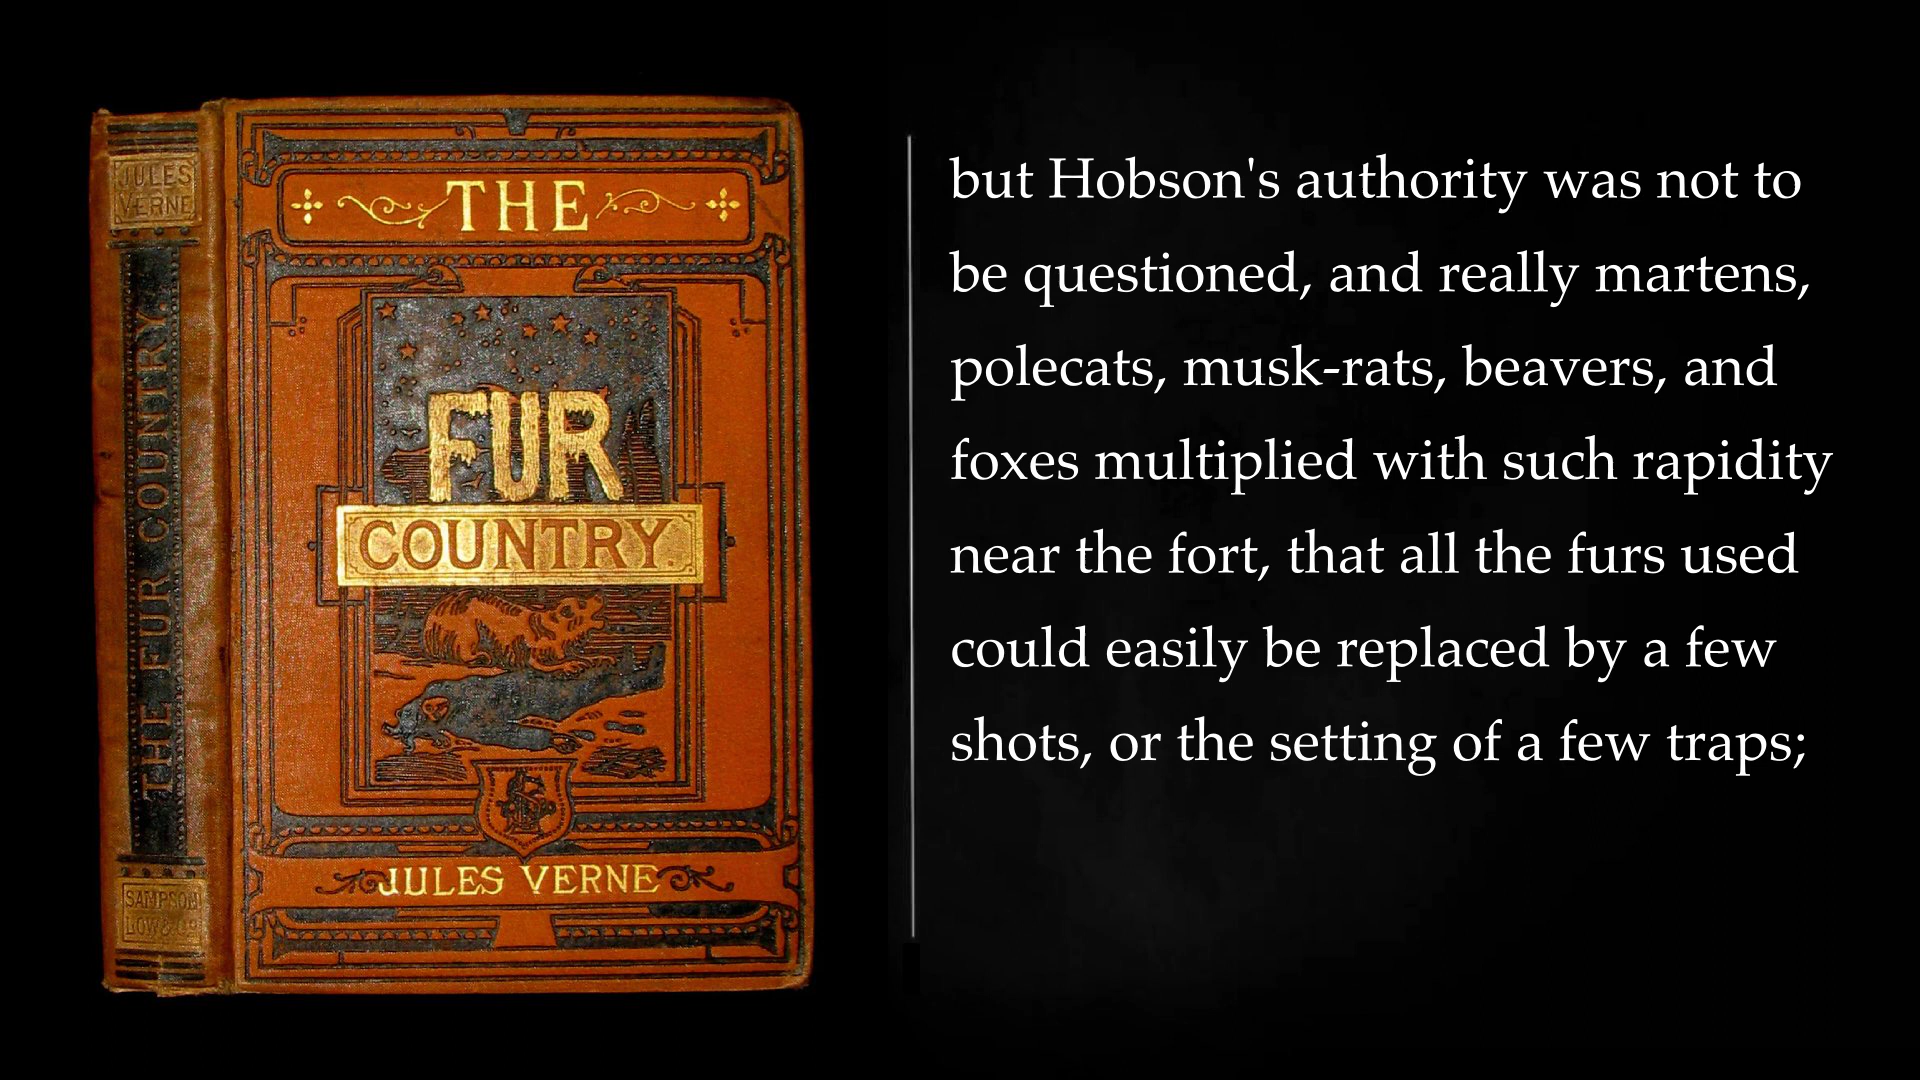 JULES
VERNE
THE FUR COUNTRY.
SAMPSON
LOW & Co
THE
FUR
COUNTRY.
JULES VERNE
but Hobson's authority was not to
be questioned, and really martens,
polecats, musk-rats, beavers, and
foxes multiplied with such rapidity
near the fort, that all the furs used
could easily be replaced by a few
shots, or the setting of a few traps;